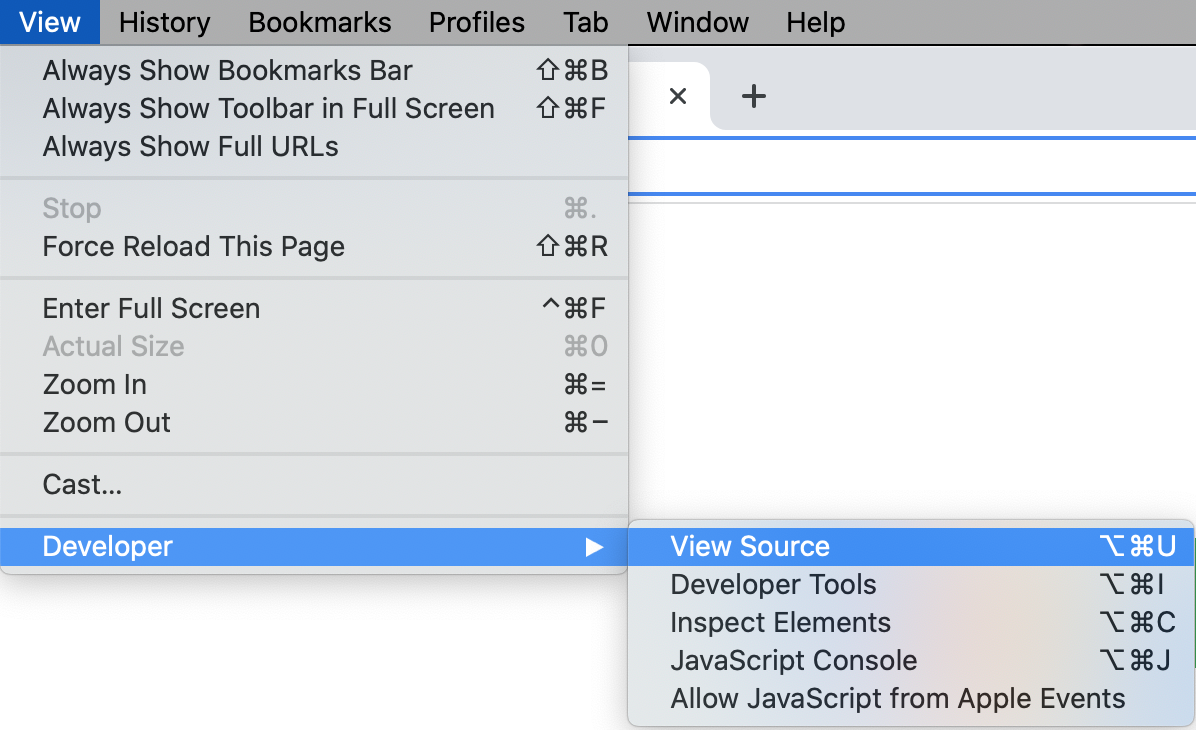 View History Bookmarks Profiles Tab Window Help
Always Show Bookmarks Bar ⇧⌘B
Always Show Toolbar in Full Screen ⇧⌘F
Always Show Full URLs
Stop ⌘.
Force Reload This Page ⇧⌘R
Enter Full Screen ^⌘F
Actual Size ⌘0
Zoom In ⌘=
Zoom Out ⌘−
Cast...
Developer ▶
View Source ⌥⌘U
Developer Tools ⌥⌘I
Inspect Elements ⌥⌘C
JavaScript Console ⌥⌘J
Allow JavaScript from Apple Events